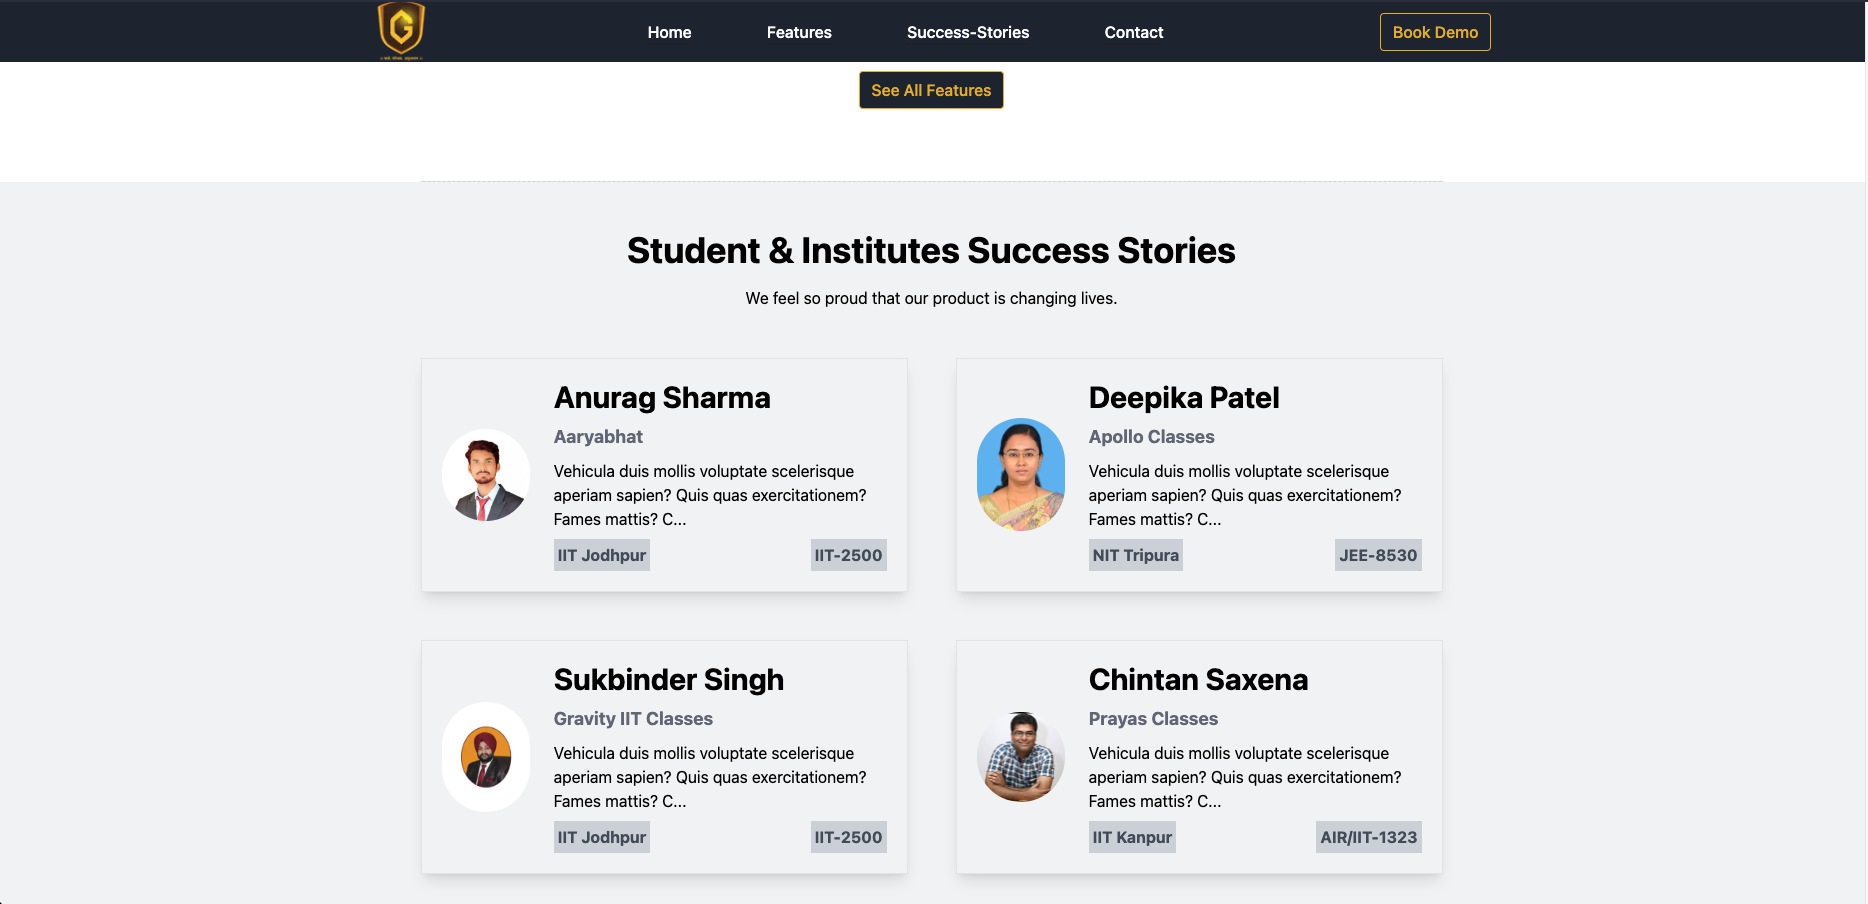 Home
Features
Success-Stories
Contact
Book Demo
See All Features
Student & Institutes Success Stories
We feel so proud that our product is changing lives.
Anurag Sharma
Aaryabhat
Vehicula duis mollis voluptate scelerisque
aperiam sapien? Quis quas exercitationem?
Fames mattis? C...
IIT Jodhpur
IIT-2500
Deepika Patel
Apollo Classes
Vehicula duis mollis voluptate scelerisque
aperiam sapien? Quis quas exercitationem?
Fames mattis? C...
NIT Tripura
JEE-8530
Sukbinder Singh
Gravity IIT Classes
Vehicula duis mollis voluptate scelerisque
aperiam sapien? Quis quas exercitationem?
Fames mattis? C...
IIT Jodhpur
IIT-2500
Chintan Saxena
Prayas Classes
Vehicula duis mollis voluptate scelerisque
aperiam sapien? Quis quas exercitationem?
Fames mattis? C...
IIT Kanpur
AIR/IIT-1323